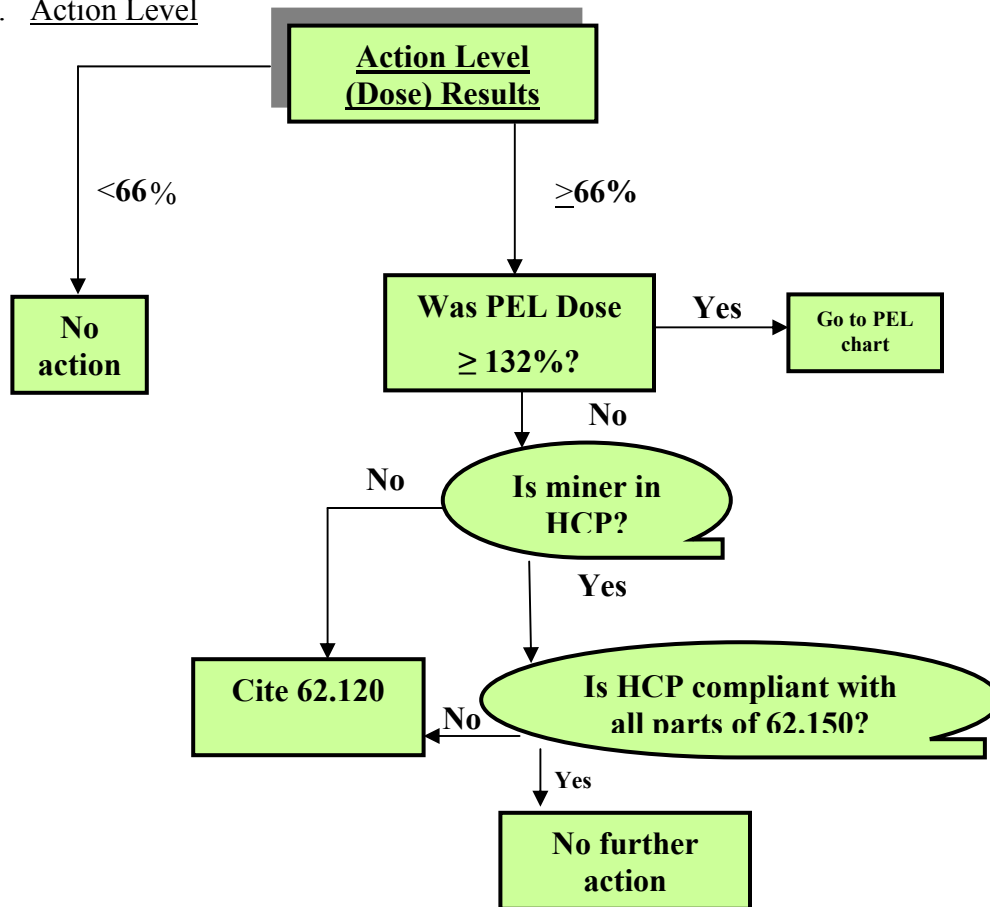 . Action Level
Action Level
(Dose) Results
<66%
≥66%
No
action
Was PEL Dose
≥ 132%?
Yes
Go to PEL
chart
No
Is miner in
HCP?
No
Yes
Cite 62.120
Is HCP compliant with
all parts of 62.150?
No
Yes
No further
action